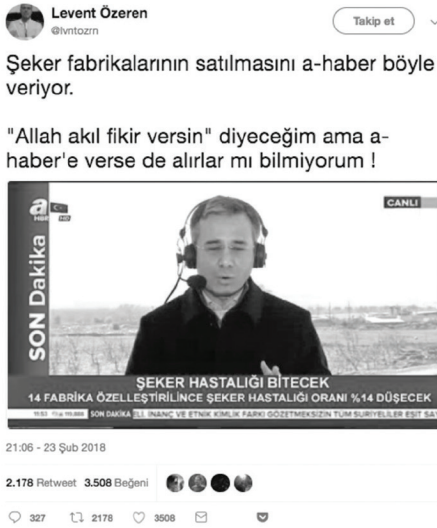 Levent Özeren
@lvntozrn
Takip et
Şeker fabrikalarının satılmasını a-haber böyle
veriyor.
"Allah akıl fikir versin" diyeceğim ama a-
haber'e verse de alırlar mı bilmiyorum !
a
HD
CANLI
SON Dakika
ŞEKER HASTALIĞI BİTECEK
14 FABRİKA ÖZELLEŞTİRİLİNCE ŞEKER HASTALIĞI ORANI %14 DÜŞECEK
SON DAKİKA İNANÇ VE ETNİK KİMLİK FARKI GÖZETMEKSİZİN TÜM SURİYELİLER EŞİT
21:06 - 23 Şub 2018
2.178 Retweet 3.508 Beğeni
327 2178 3508